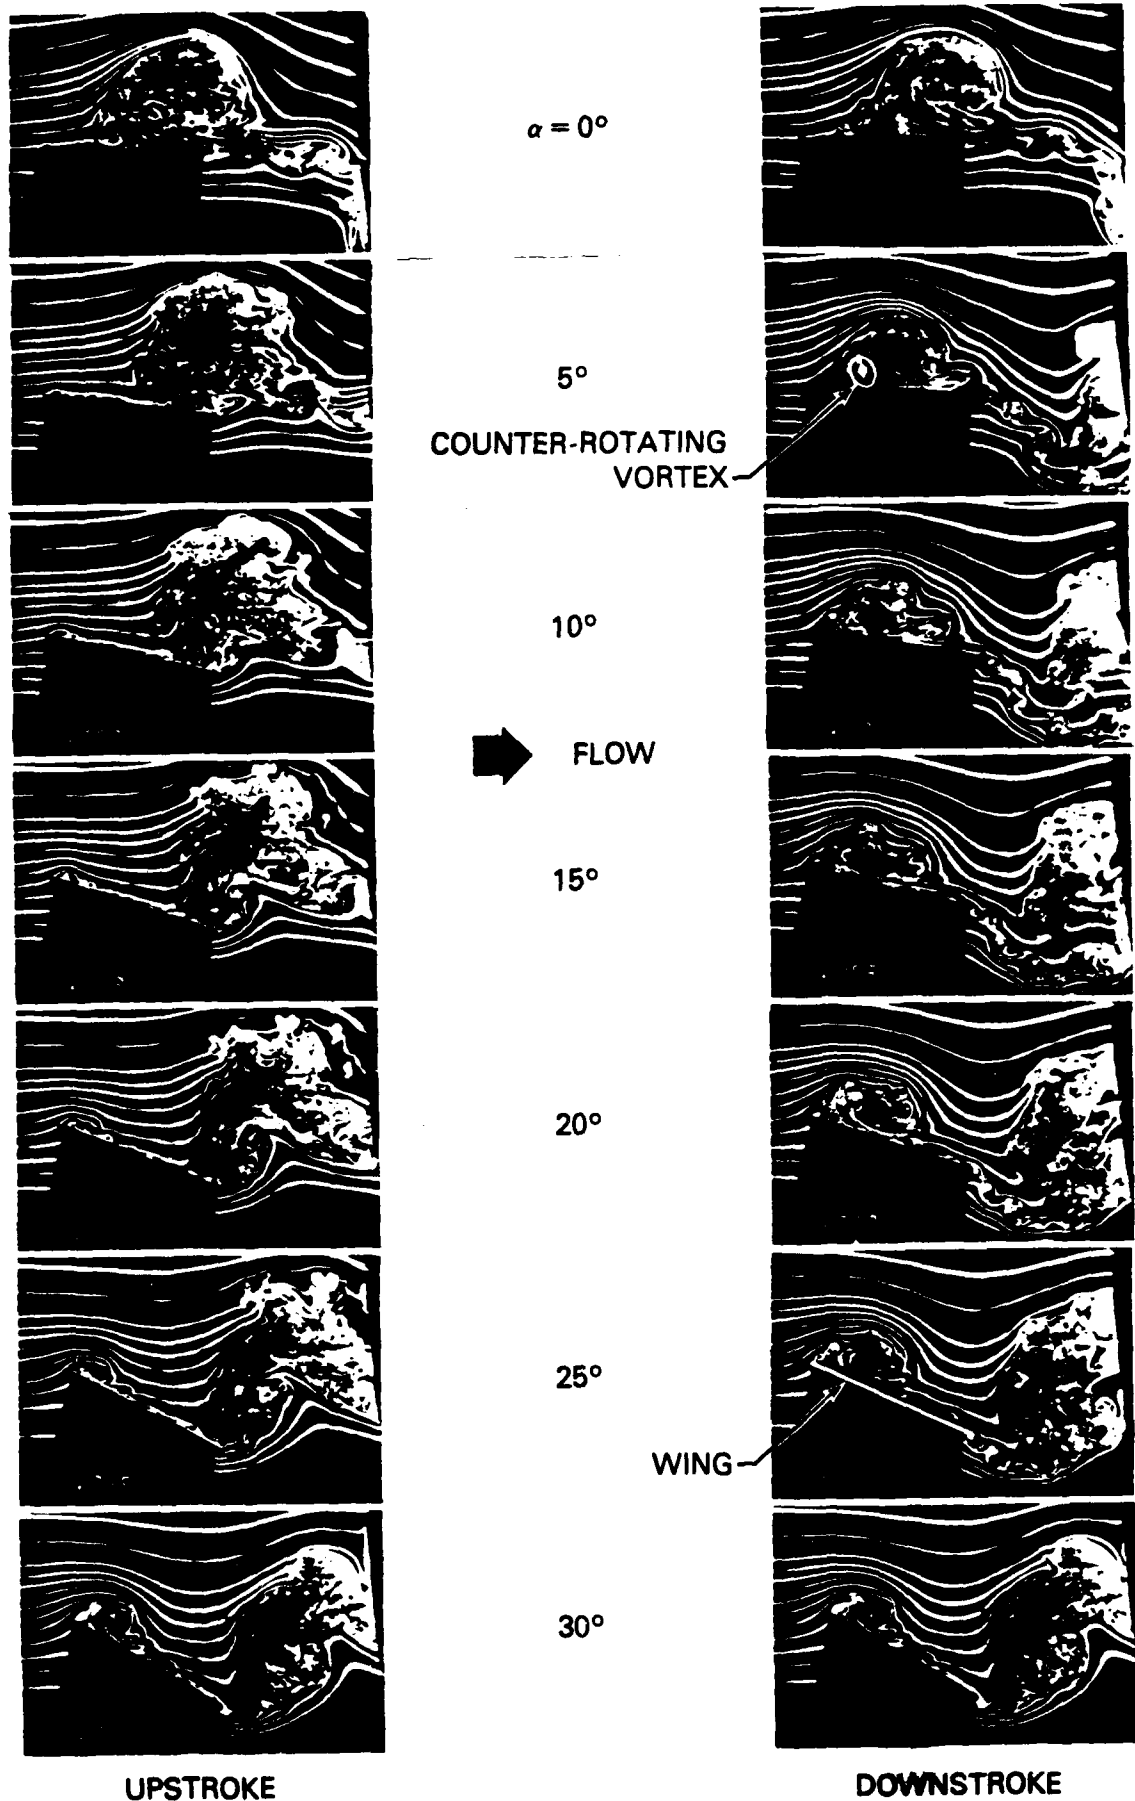 α = 0°
5°
COUNTER-ROTATING
VORTEX
10°
FLOW
15°
20°
25°
WING
30°
UPSTROKE
DOWNSTROKE